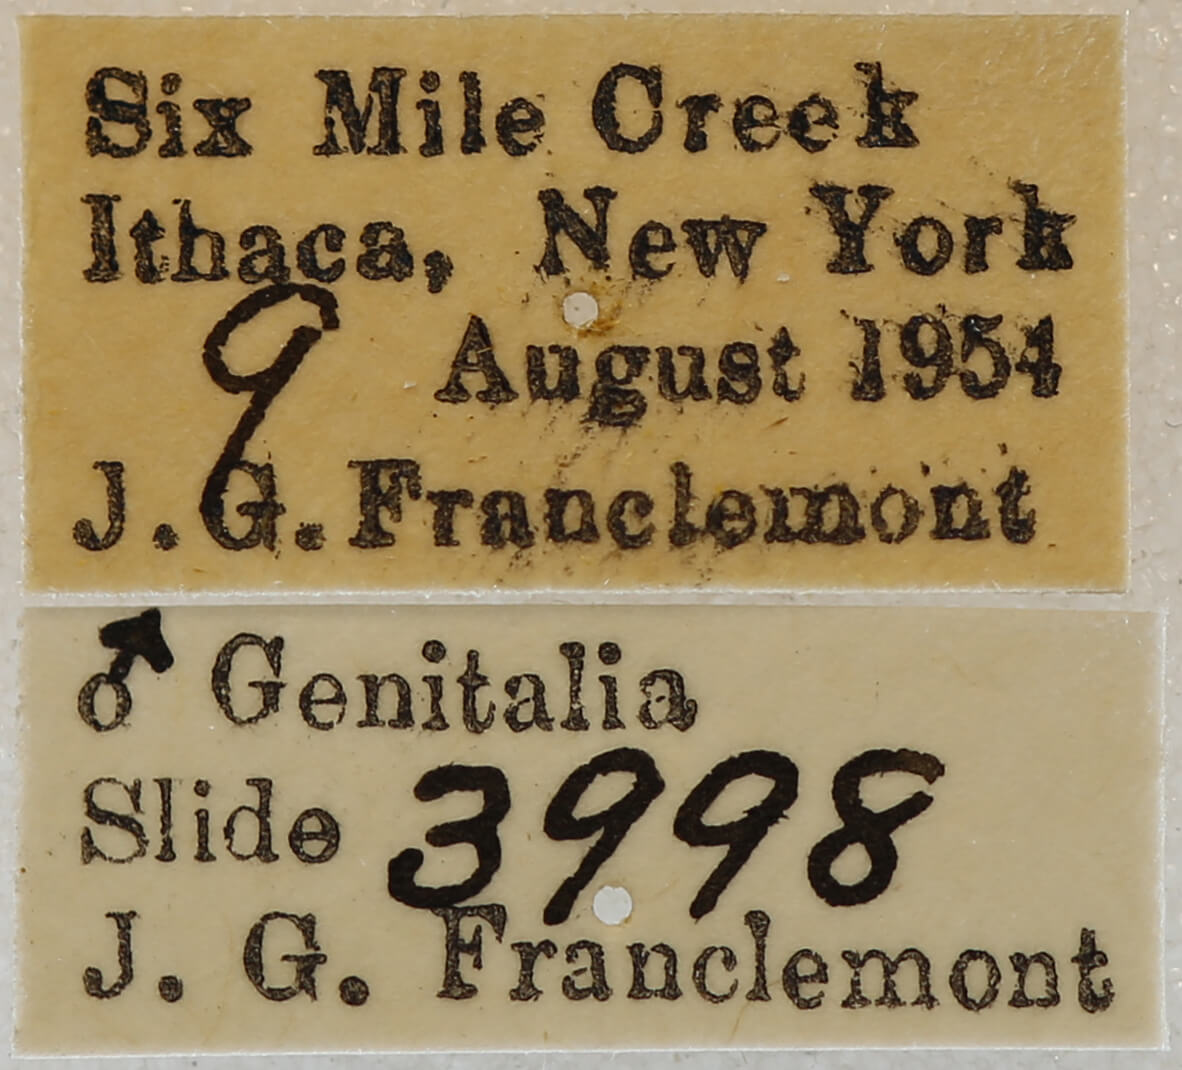 Six Mile Creek
Ithaca, New York
9 August 1954
J. G. Franclemont
♂ Genitalia
Slide 3998
J. G. Franclemont